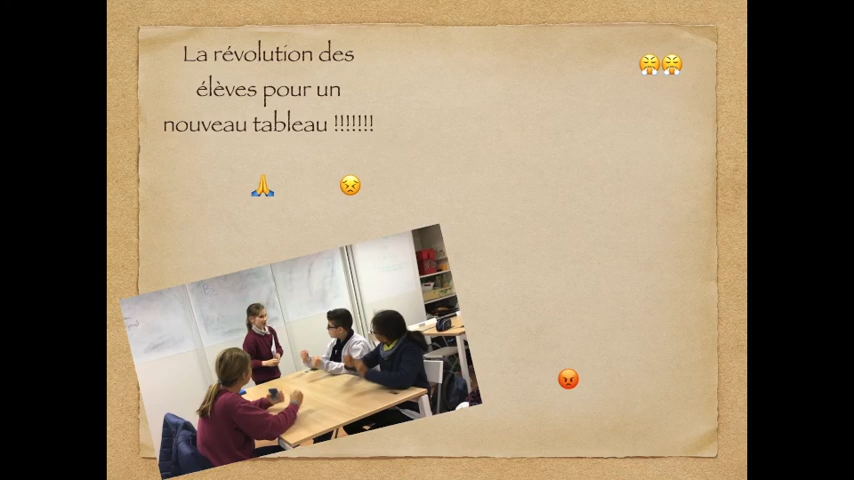 La révolution des
élèves pour un
nouveau tableau !!!!!!!